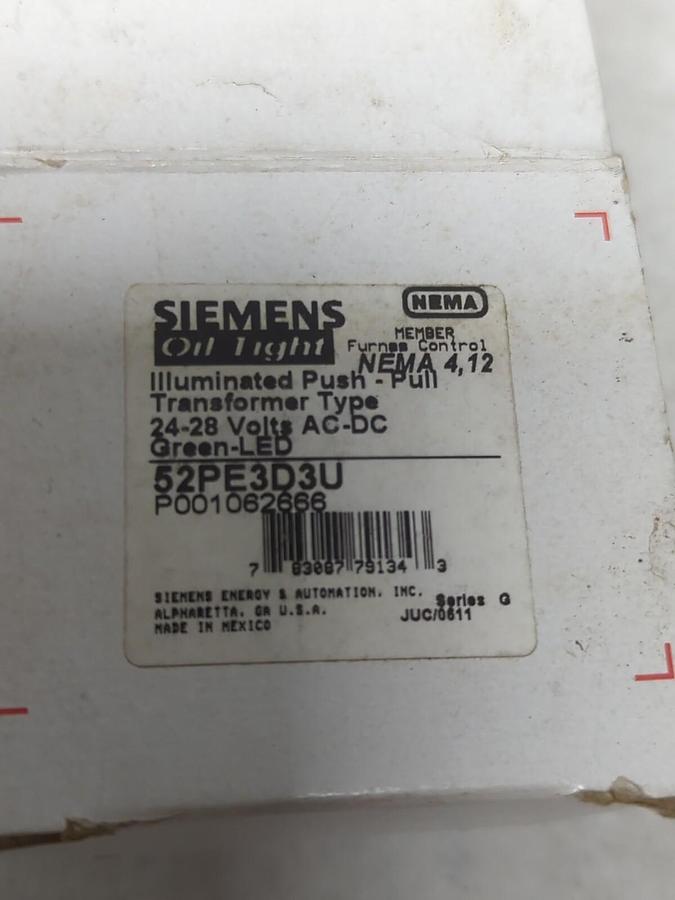 SIEMENS
NEMA
MEMBER
Oil Tight
Furnas Control
NEMA 4,12
Illuminated Push - Pull
Transformer Type
24-28 Volts AC-DC
Green-LED
52PE3D3U
P001062666
7 83087 79134 3
SIEMENS ENERGY & AUTOMATION, INC.
Series G
ALPHARETTA, GA U.S.A.
JUC/0611
MADE IN MEXICO